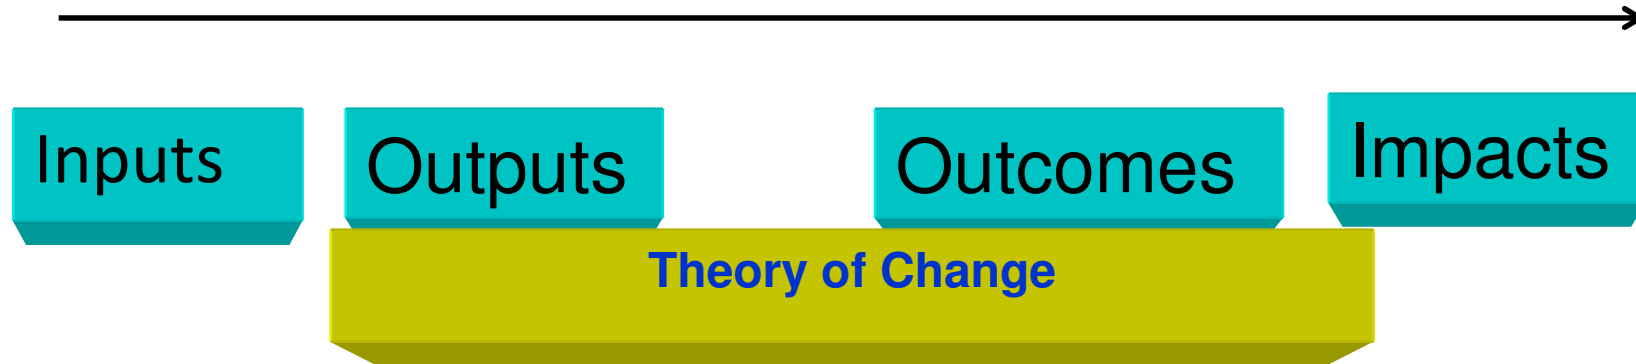 Inputs
Outputs
Outcomes
Impacts
Theory of Change